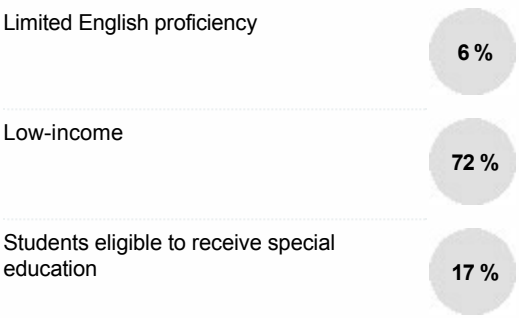 Limited English proficiency
6 %
Low-income
72 %
Students eligible to receive special
education
17 %